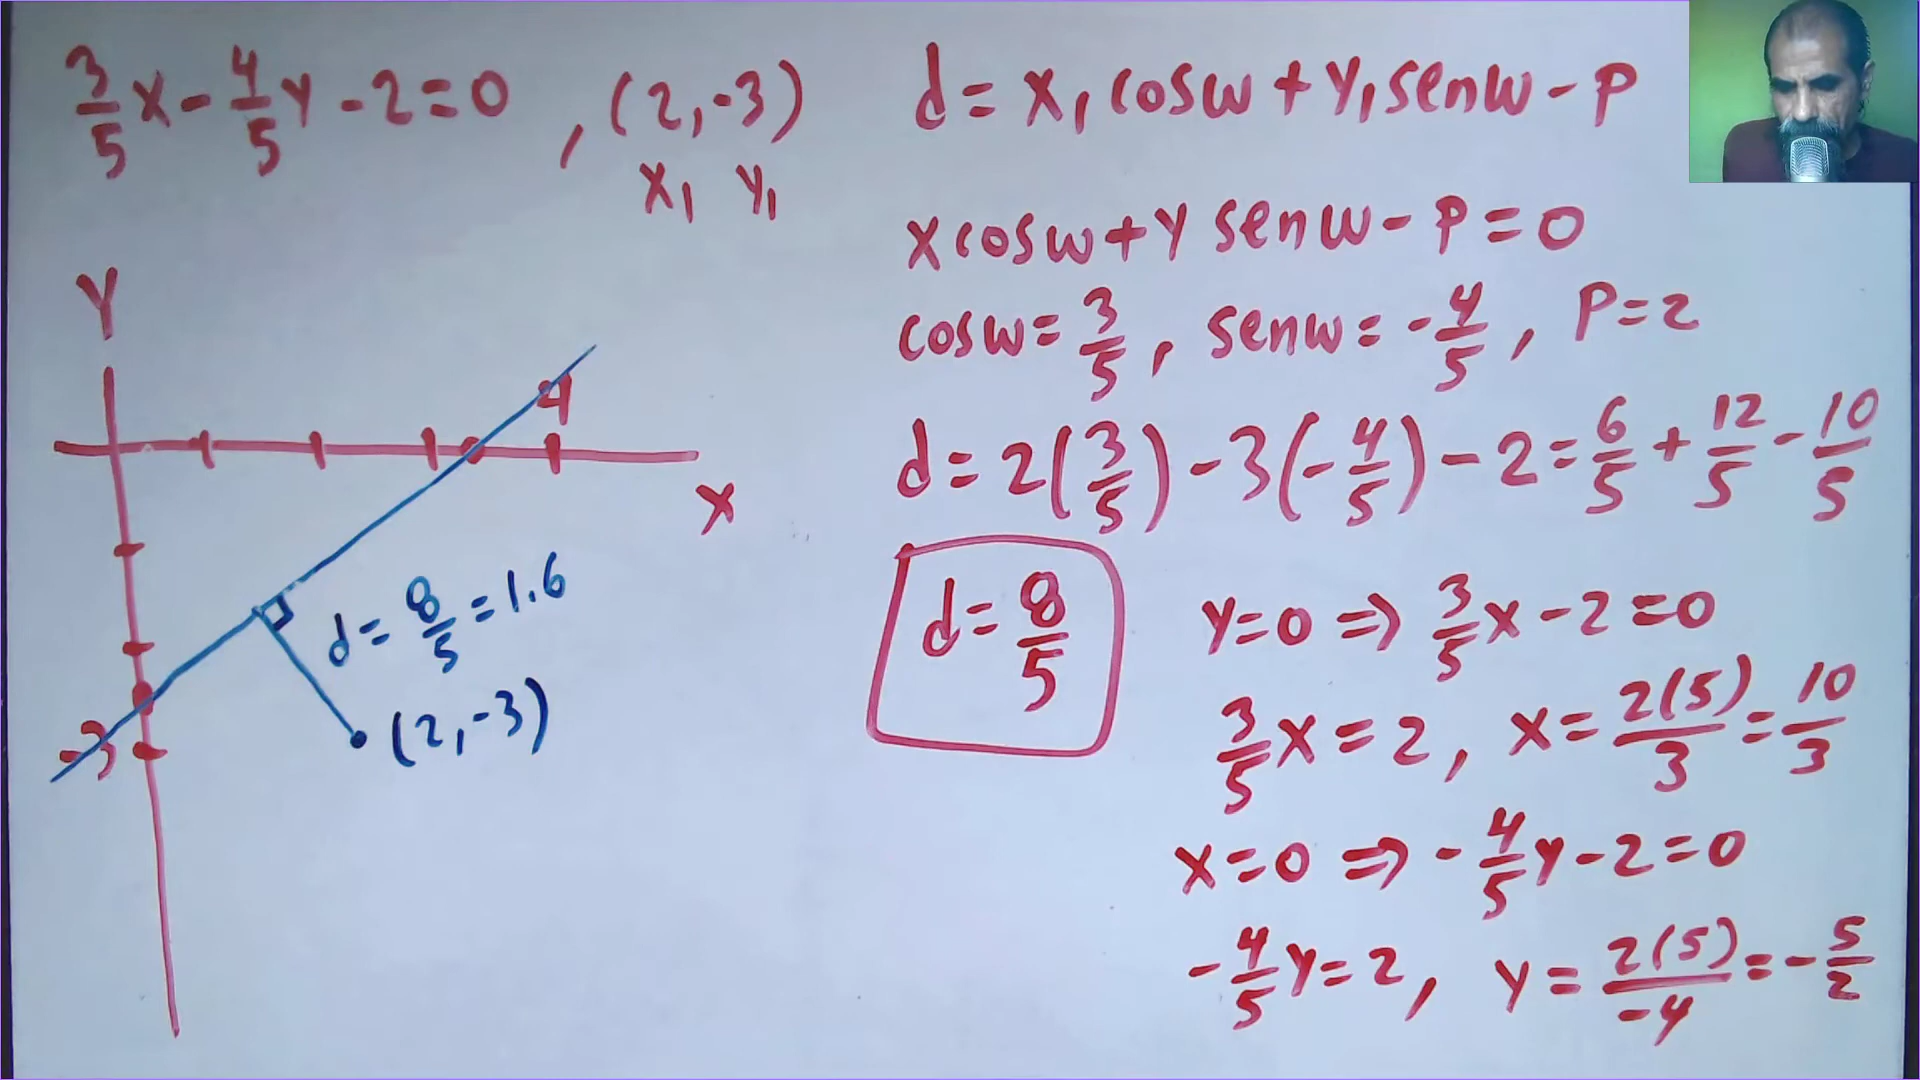 3/5 x - 4/5 y - 2 = 0 , (2, -3)
x₁ y₁
d = x₁ cos w + y₁ sen w - p
x cos w + y sen w - p = 0
cos w = 3/5 , sen w = -4/5 , P = 2
d = 2(3/5) - 3(-4/5) - 2 = 6/5 + 12/5 - 10/5
d = 8/5
y = 0 ⇒ 3/5 x - 2 = 0
3/5 x = 2 , x = 2(5)/3 = 10/3
x = 0 ⇒ -4/5 y - 2 = 0
-4/5 y = 2 , y = 2(5)/-4 = -5/2
Y
4
X
d = 8/5 = 1.6
(2, -3)
-3